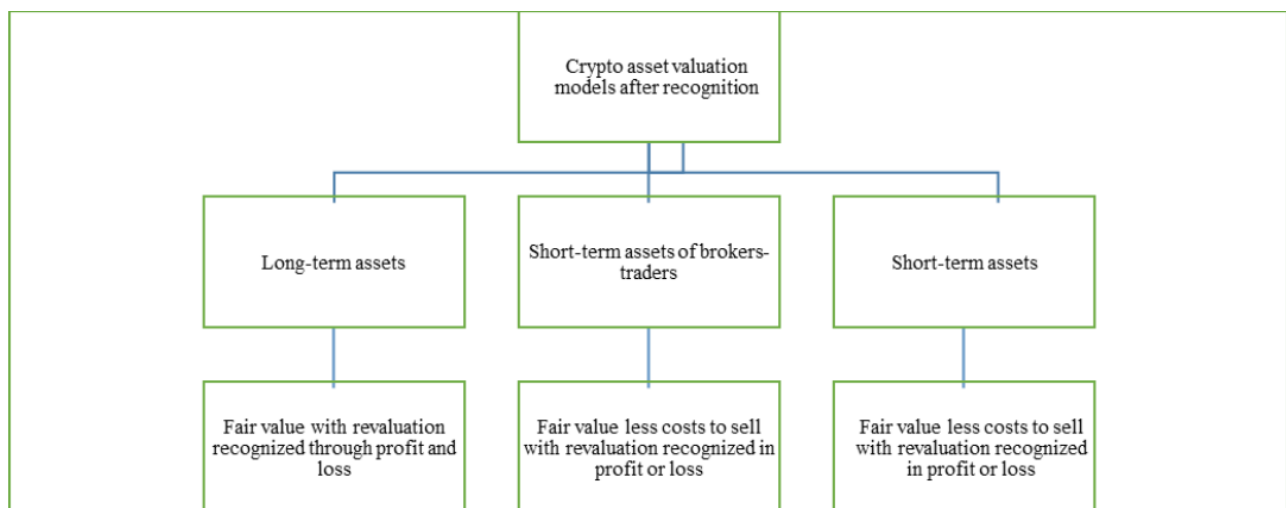 Crypto asset valuation
models after recognition
Long-term assets
Short-term assets of brokers-
traders
Short-term assets
Fair value with revaluation
recognized through profit and
loss
Fair value less costs to sell
with revaluation recognized in
profit or loss
Fair value less costs to sell
with revaluation recognized
in profit or loss